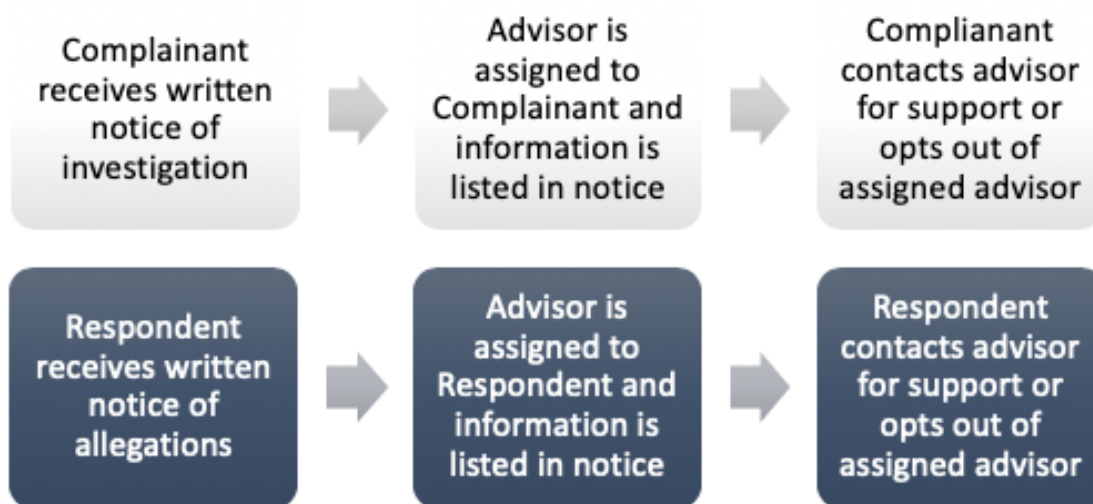 Complainant
receives written
notice of
investigation
Advisor is
assigned to
Complainant and
information is
listed in notice
Complianant
contacts advisor
for support or
opts out of
assigned advisor
Respondent
receives written
notice of
allegations
Advisor is
assigned to
Respondent and
information is
listed in notice
Respondent
contacts advisor
for support or
opts out of
assigned advisor